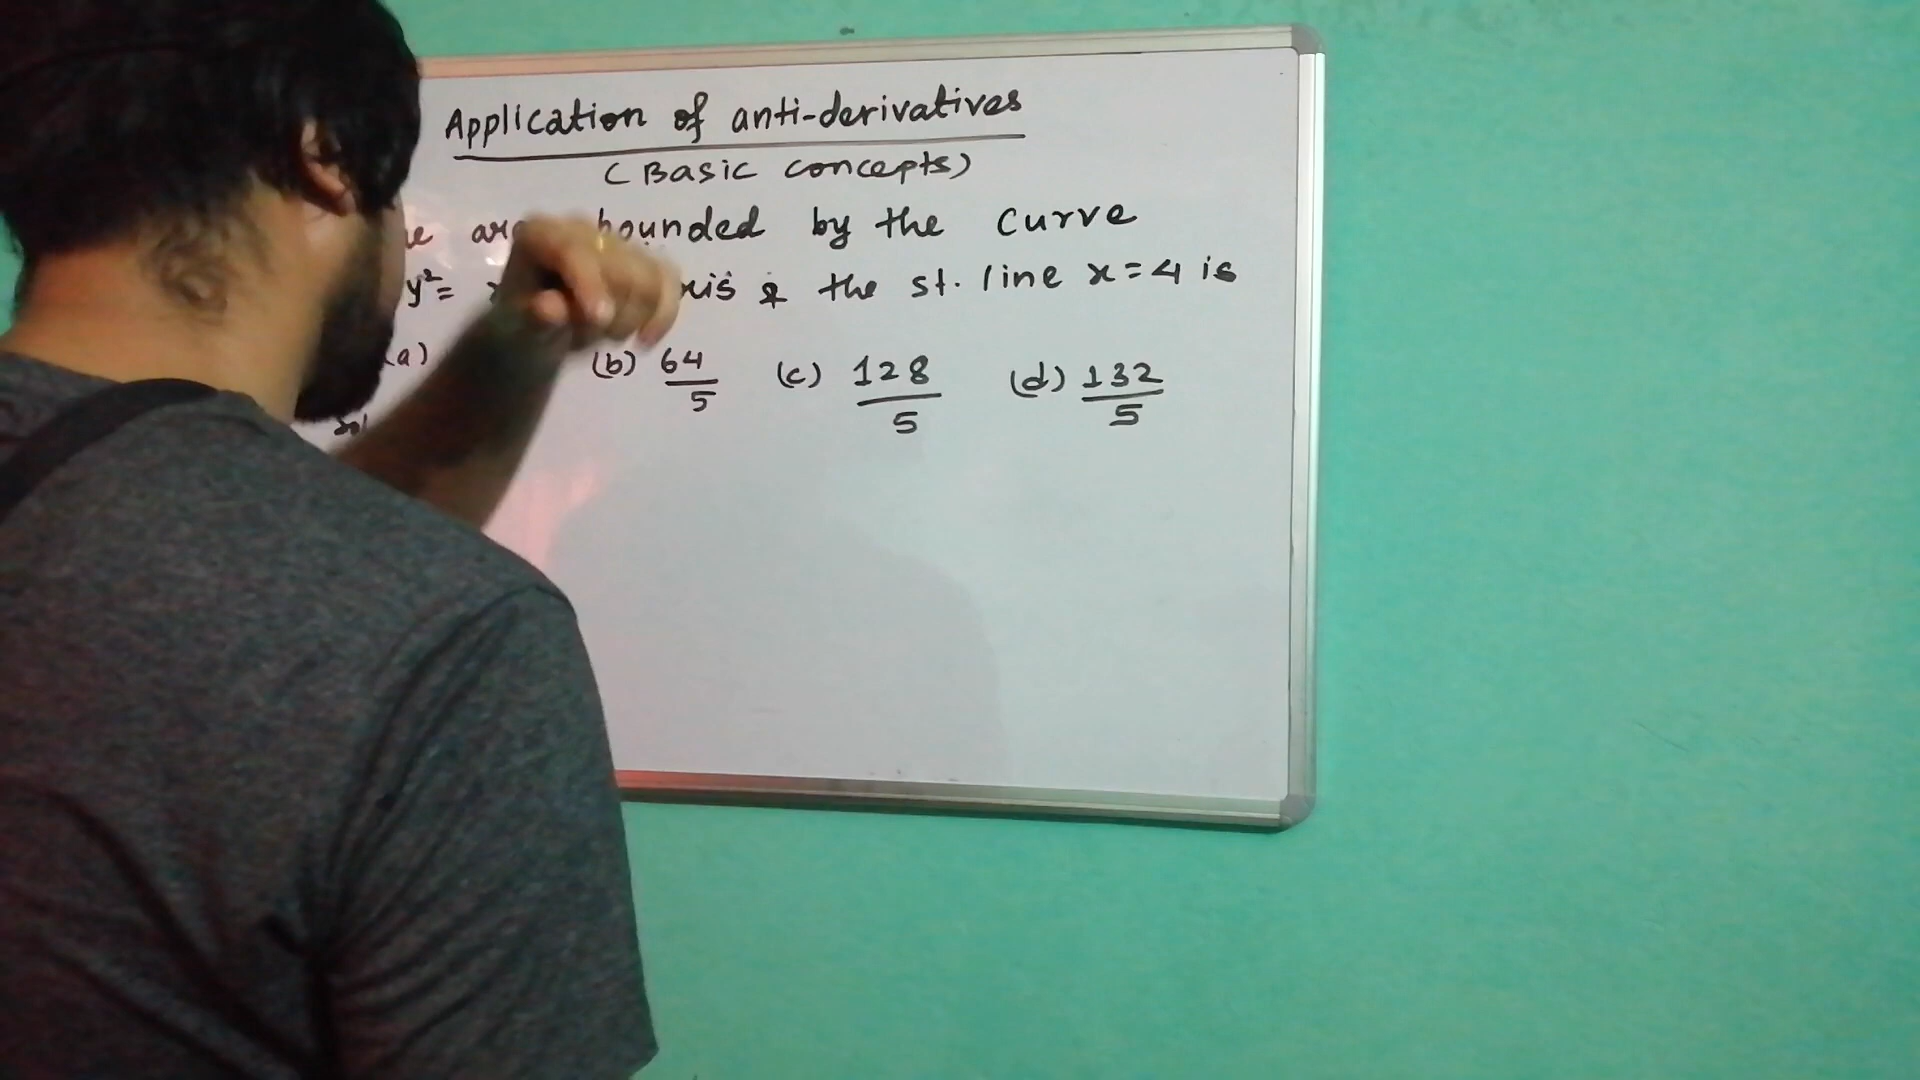 Application of anti-derivatives
(Basic concepts)
bounded by the curve
y²= & the st. line x=4 is
(a) (b) 64/5 (c) 128/5 (d) 132/5